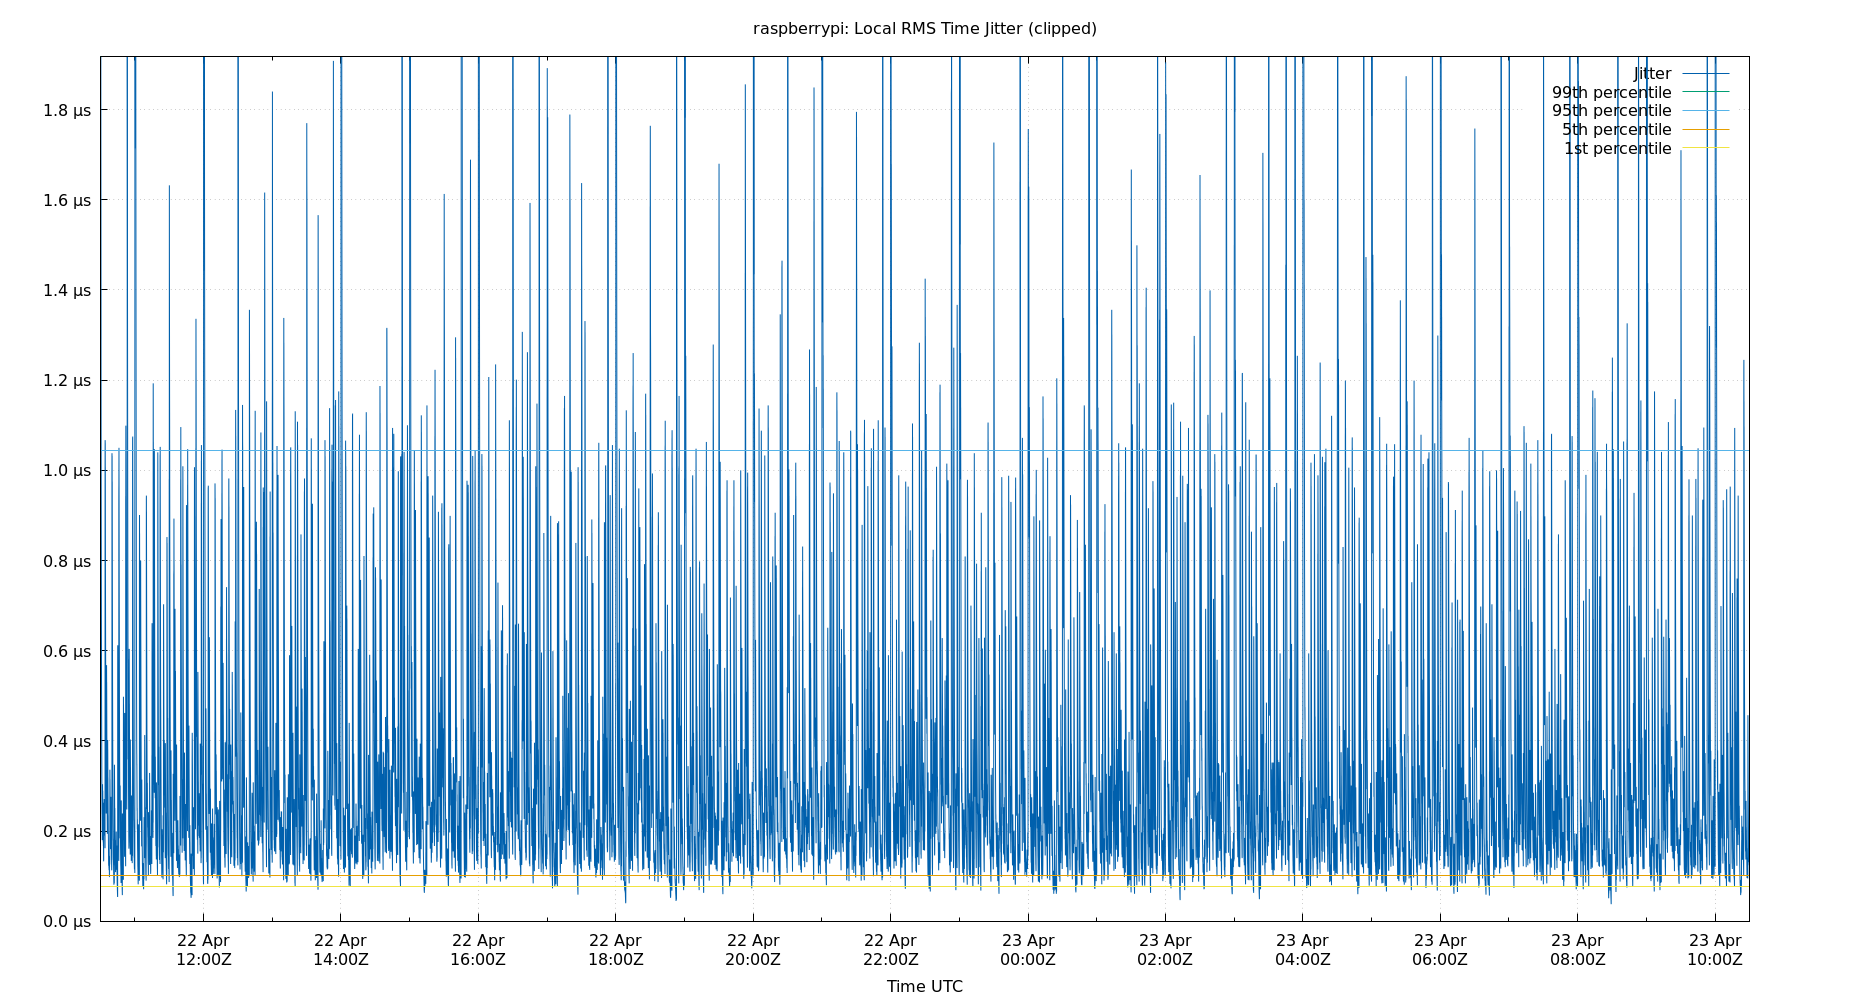 raspberrypi: Local RMS Time Jitter (clipped)
Jitter
99th percentile
95th percentile
5th percentile
1st percentile
1.8 µs
1.6 µs
1.4 µs
1.2 µs
1.0 µs
0.8 µs
0.6 µs
0.4 µs
0.2 µs
0.0 µs
22 Apr 22 Apr 22 Apr 22 Apr 22 Apr 22 Apr 23 Apr 23 Apr 23 Apr 23 Apr 23 Apr 23 Apr
12:00Z 14:00Z 16:00Z 18:00Z 20:00Z 22:00Z 00:00Z 02:00Z 04:00Z 06:00Z 08:00Z 10:00Z
Time UTC